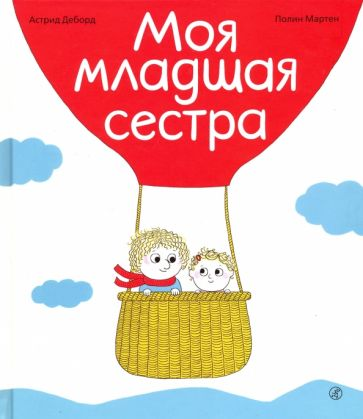 Астрид Деборд
Полин Мартен
Моя
младшая
сестра